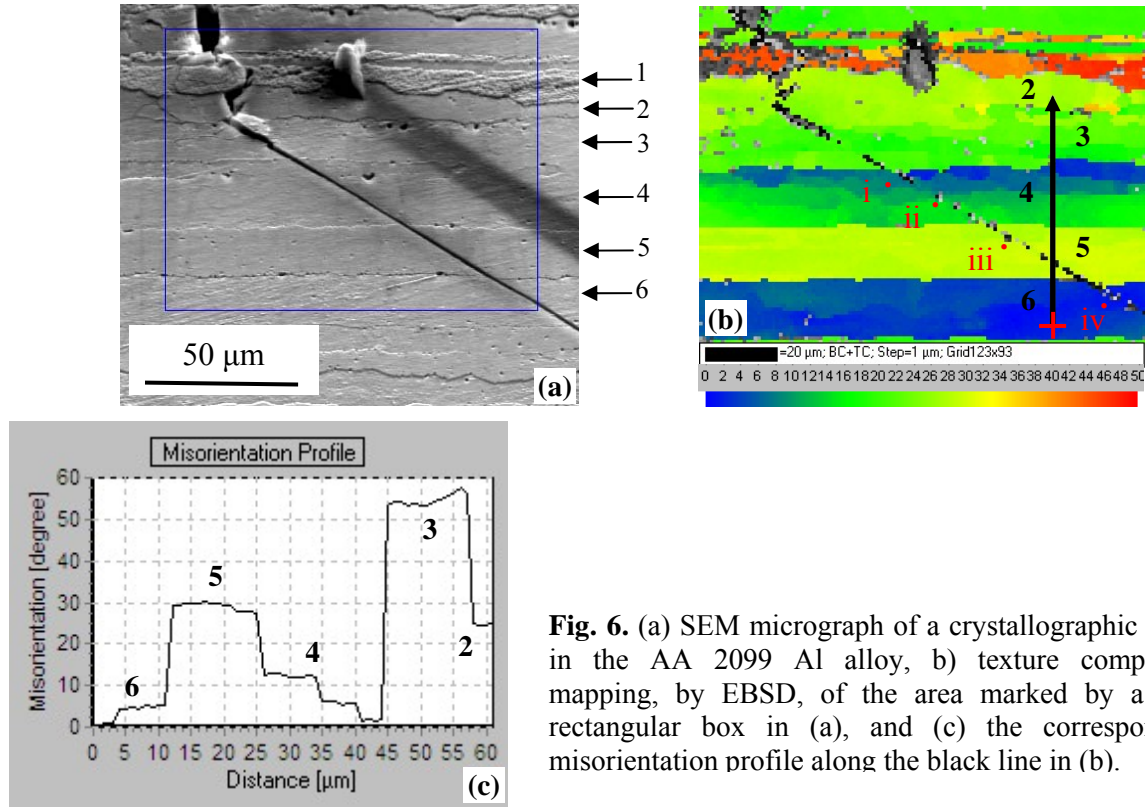 1
2
3
4
5
6
50 μm
(a)
2
3
4
5
6
i
ii
iii
iv
(b)
=20 μm; BC+TC; Step=1 μm; Grid123x93
0 2 4 6 8 10 12 14 16 18 20 22 24 26 28 30 32 34 36 38 40 42 44 46 48 50
Misorientation Profile
Misorientation [degree]
60
50
40
30
20
10
0
6
5
4
3
2
0 5 10 15 20 25 30 35 40 45 50 55 60
Distance [μm]
(c)
Fig. 6. (a) SEM micrograph of a crystallographic
in the AA 2099 Al alloy, b) texture comp
mapping, by EBSD, of the area marked by a
rectangular box in (a), and (c) the correspo
misorientation profile along the black line in (b).